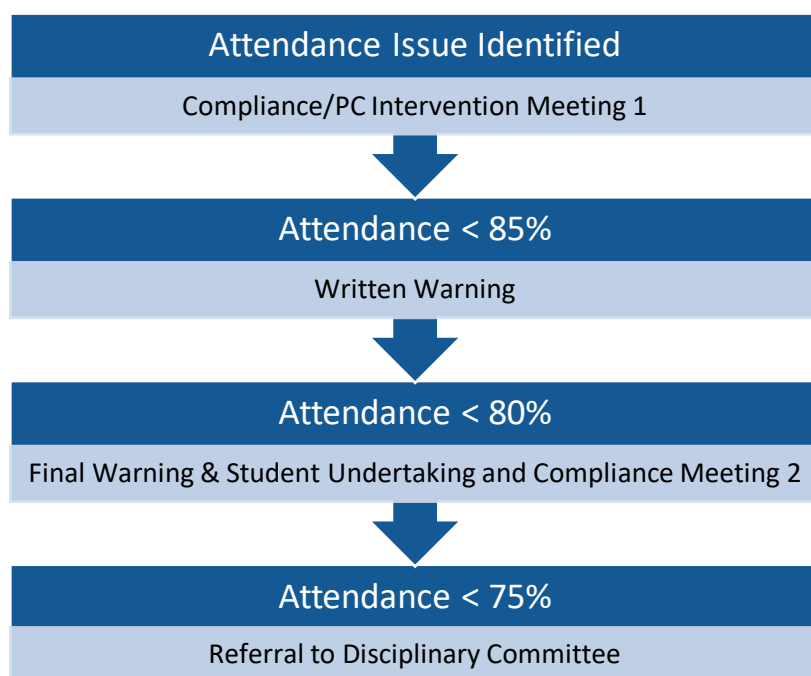 Attendance Issue Identified
Compliance/PC Intervention Meeting 1
Attendance < 85%
Written Warning
Attendance < 80%
Final Warning & Student Undertaking and Compliance Meeting 2
Attendance < 75%
Referral to Disciplinary Committee